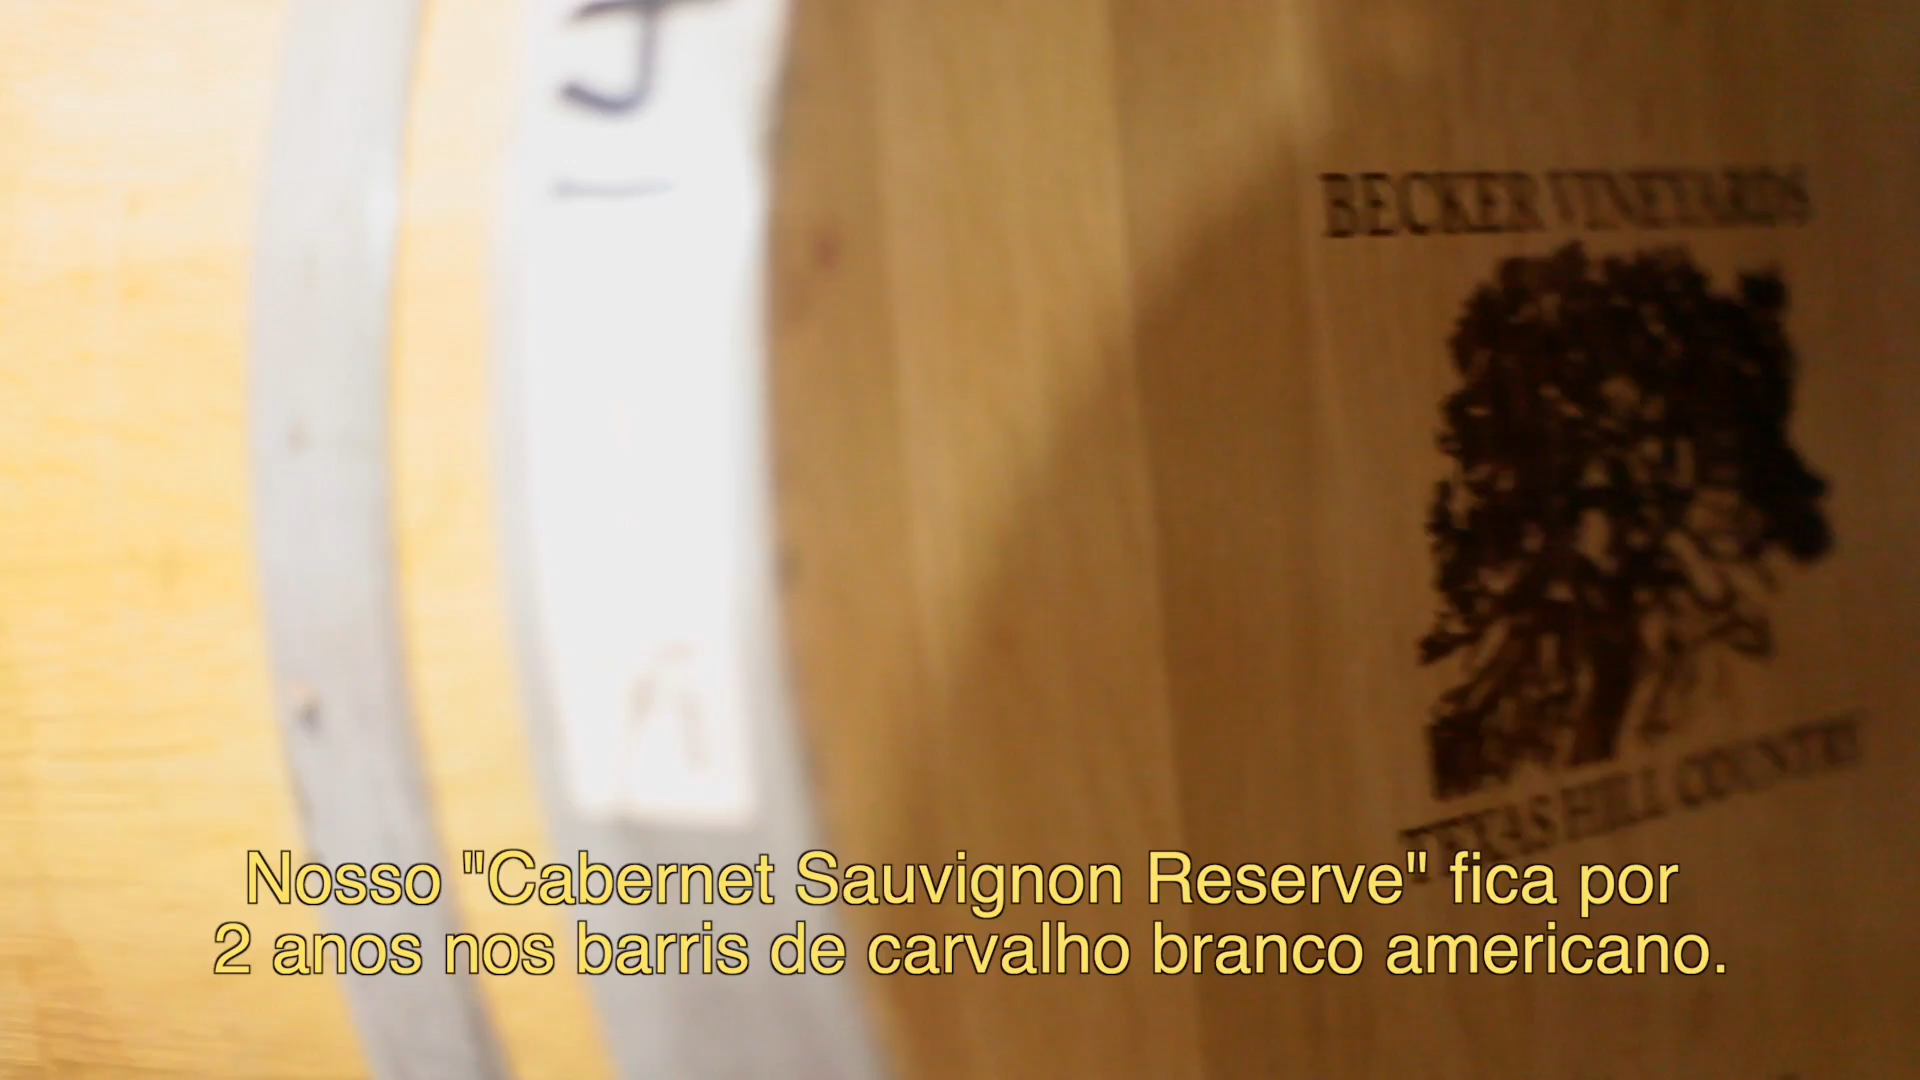 BECKER VINEYARDS
TEXAS HILL COUNTRY
Nosso "Cabernet Sauvignon Reserve" fica por
2 anos nos barris de carvalho branco americano.